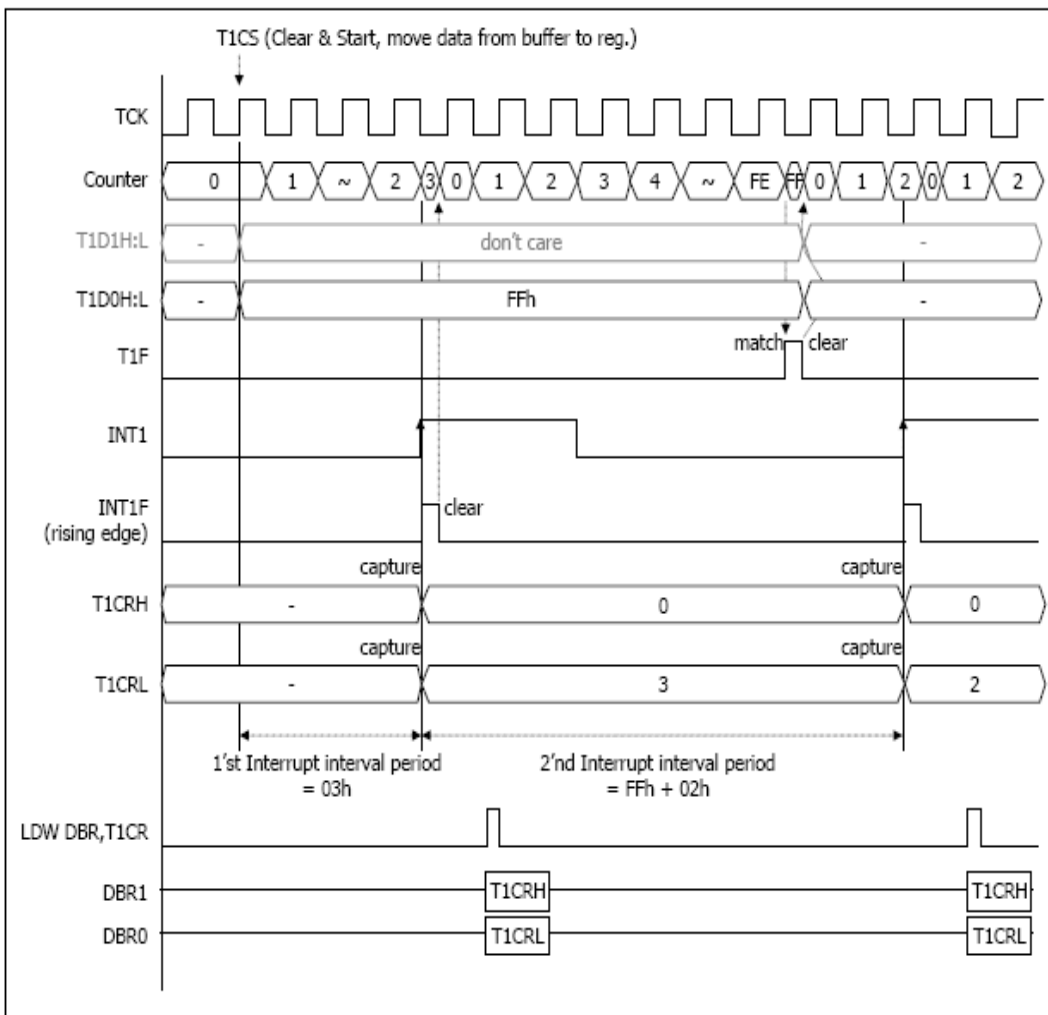 T1CS (Clear & Start, move data from buffer to reg.)
TCK
Counter 0 1 ~ 2 3 0 1 2 3 4 ~ FE FF 0 1 2 0 1 2
T1D1H:L - don't care -
T1D0H:L - FFh -
match clear
T1F
INT1
INT1F clear
(rising edge)
capture capture
T1CRH - 0 0
capture capture
T1CRL - 3 2
1'st Interrupt interval period 2'nd Interrupt interval period
= 03h = FFh + 02h
LDW DBR,T1CR
DBR1 T1CRH T1CRH
DBR0 T1CRL T1CRL